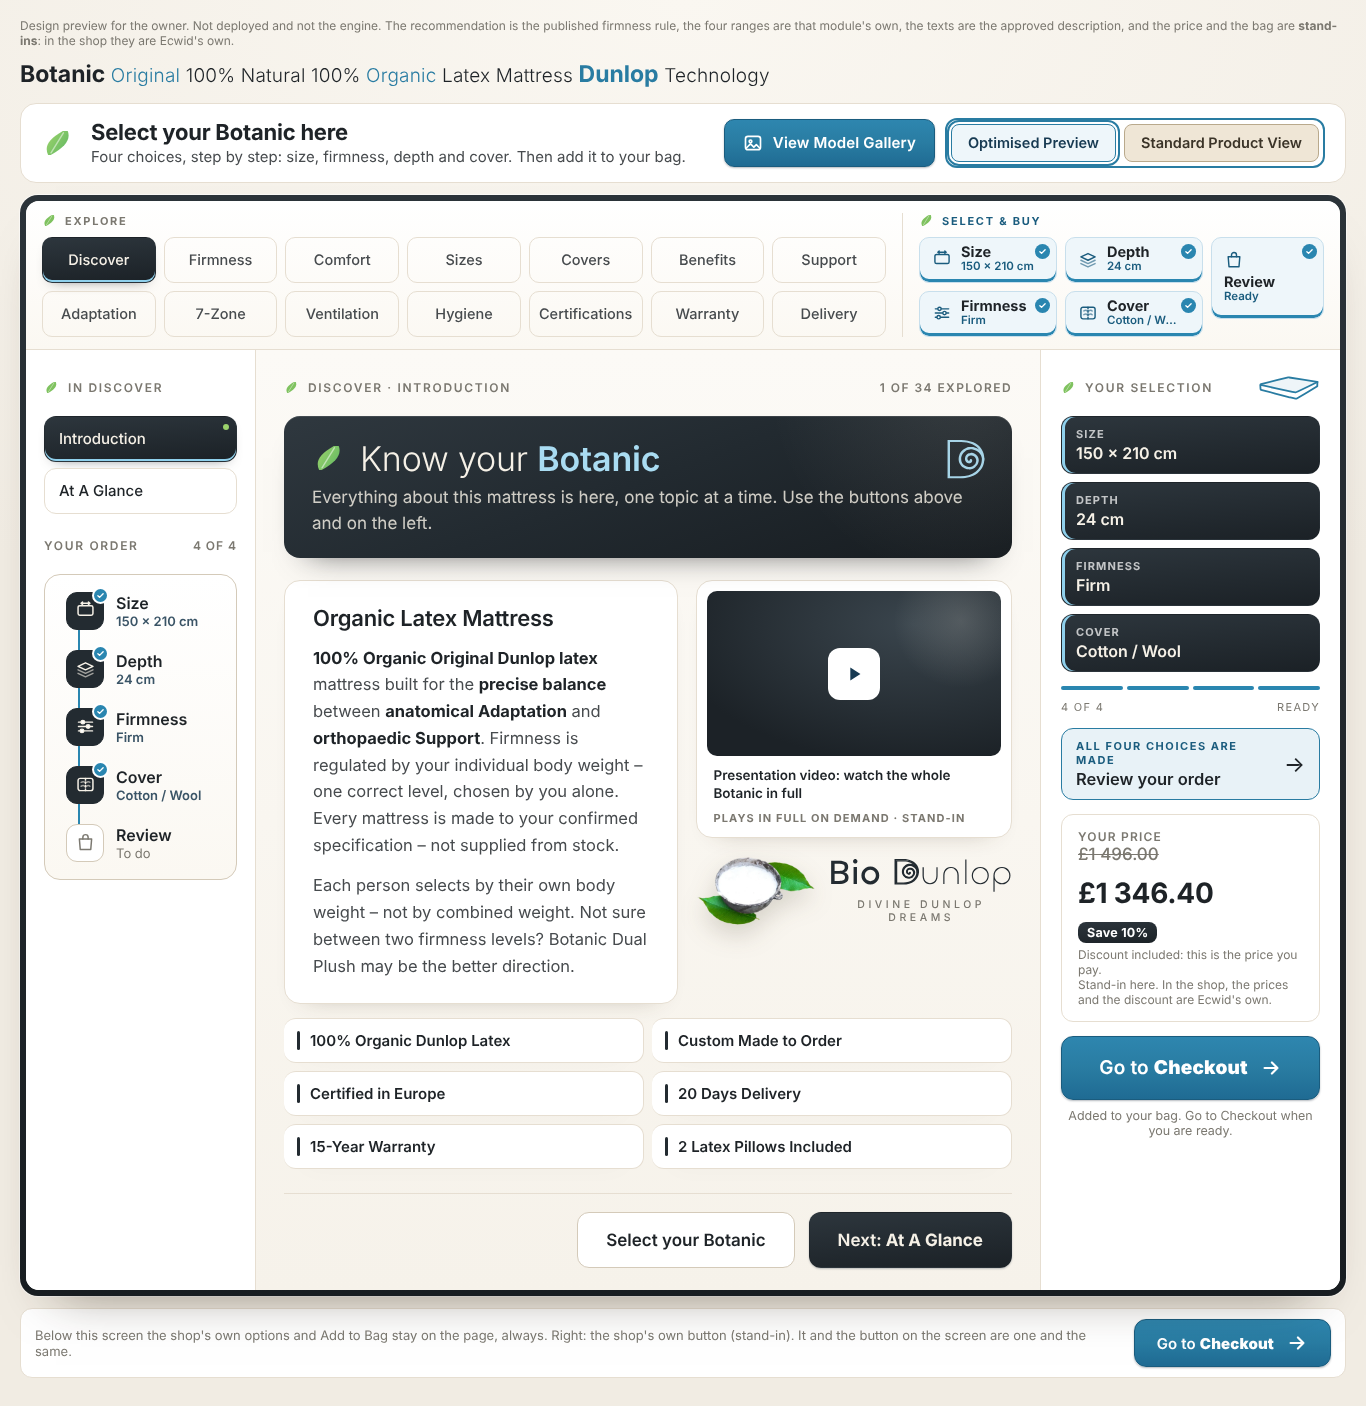 Design preview for the owner. Not deployed and not the engine. The recommendation is the published firmness rule, the four ranges are that module's own, the texts are the approved description, and the price and the bag are stand-
ins: in the shop they are Ecwid's own.
Botanic Original 100% Natural 100% Organic Latex Mattress Dunlop Technology
Select your Botanic here
Four choices, step by step: size, firmness, depth and cover. Then add it to your bag.
View Model Gallery
Optimised Preview
Standard Product View
EXPLORE
Discover
Firmness
Comfort
Sizes
Covers
Benefits
Support
Adaptation
7-Zone
Ventilation
Hygiene
Certifications
Warranty
Delivery
SELECT & BUY
Size
150 × 210 cm
Depth
24 cm
Firmness
Firm
Cover
Cotton / W...
Review
Ready
IN DISCOVER
Introduction
At A Glance
YOUR ORDER
4 OF 4
Size
150 × 210 cm
Depth
24 cm
Firmness
Firm
Cover
Cotton / Wool
Review
To do
DISCOVER · INTRODUCTION
1 OF 34 EXPLORED
Know your Botanic
Everything about this mattress is here, one topic at a time. Use the buttons above
and on the left.
Organic Latex Mattress
100% Organic Original Dunlop latex
mattress built for the precise balance
between anatomical Adaptation and
orthopaedic Support. Firmness is
regulated by your individual body weight –
one correct level, chosen by you alone.
Every mattress is made to your confirmed
specification – not supplied from stock.
Each person selects by their own body
weight – not by combined weight. Not sure
between two firmness levels? Botanic Dual
Plush may be the better direction.
Presentation video: watch the whole
Botanic in full
PLAYS IN FULL ON DEMAND · STAND-IN
Bio Dunlop
DIVINE DUNLOP
DREAMS
100% Organic Dunlop Latex
Custom Made to Order
Certified in Europe
20 Days Delivery
15-Year Warranty
2 Latex Pillows Included
Select your Botanic
Next: At A Glance
YOUR SELECTION
SIZE
150 × 210 cm
DEPTH
24 cm
FIRMNESS
Firm
COVER
Cotton / Wool
4 OF 4
READY
ALL FOUR CHOICES ARE
MADE
Review your order
YOUR PRICE
£1 496.00
£1 346.40
Save 10%
Discount included: this is the price you
pay.
Stand-in here. In the shop, the prices
and the discount are Ecwid's own.
Go to Checkout
Added to your bag. Go to Checkout when
you are ready.
Below this screen the shop's own options and Add to Bag stay on the page, always. Right: the shop's own button (stand-in). It and the button on the screen are one and the
same.
Go to Checkout